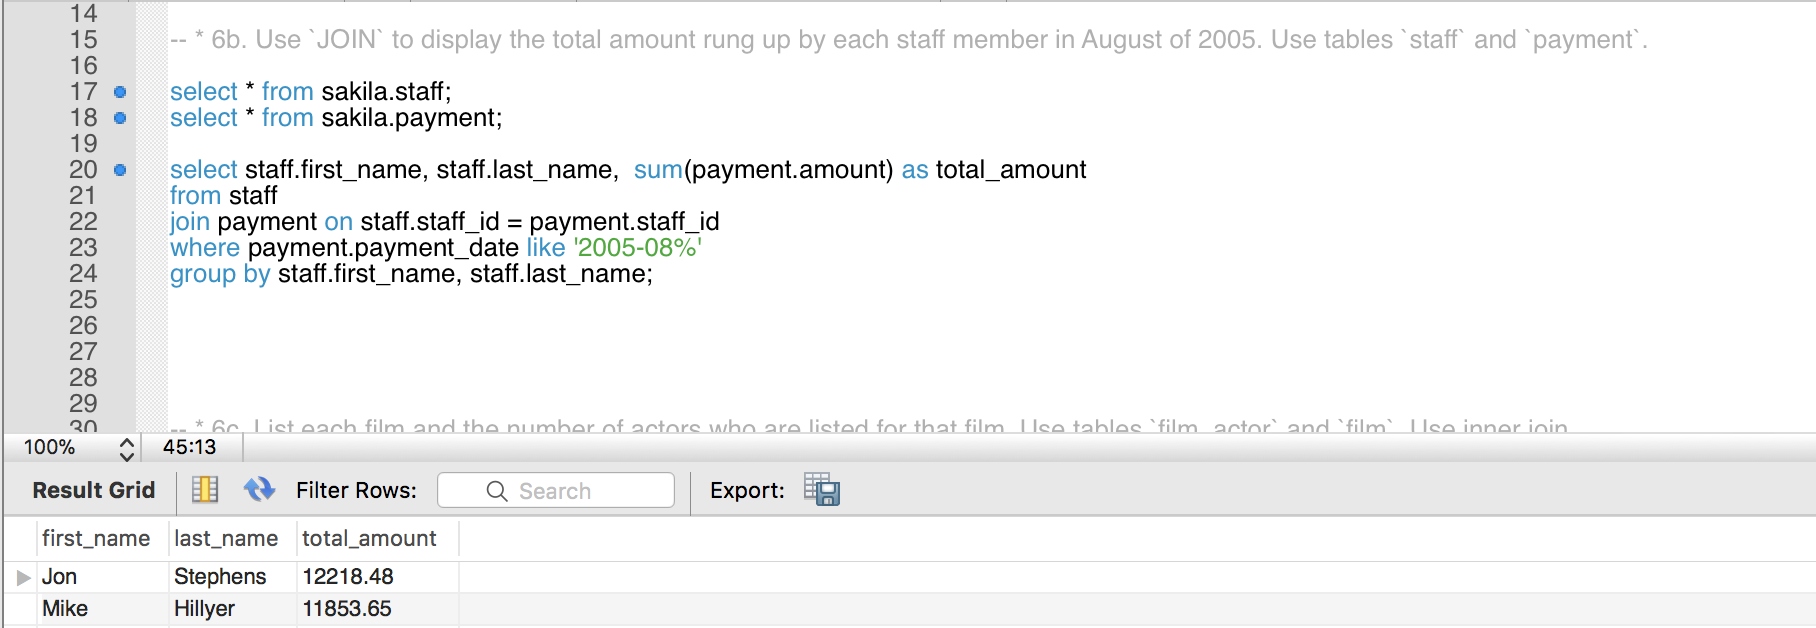 14
15 -- * 6b. Use `JOIN` to display the total amount rung up by each staff member in August of 2005. Use tables `staff` and `payment`.
16
17 select * from sakila.staff;
18 select * from sakila.payment;
19
20 select staff.first_name, staff.last_name,  sum(payment.amount) as total_amount
21 from staff
22 join payment on staff.staff_id = payment.staff_id
23 where payment.payment_date like '2005-08%'
24 group by staff.first_name, staff.last_name;
25
26
27
28
29
30 -- * 6c. List each film and the number of actors who are listed for that film. Use tables `film_actor` and `film`. Use inner join
100% 45:13
Result Grid Filter Rows: Search Export:
first_name last_name total_amount
Jon Stephens 12218.48
Mike Hillyer 11853.65